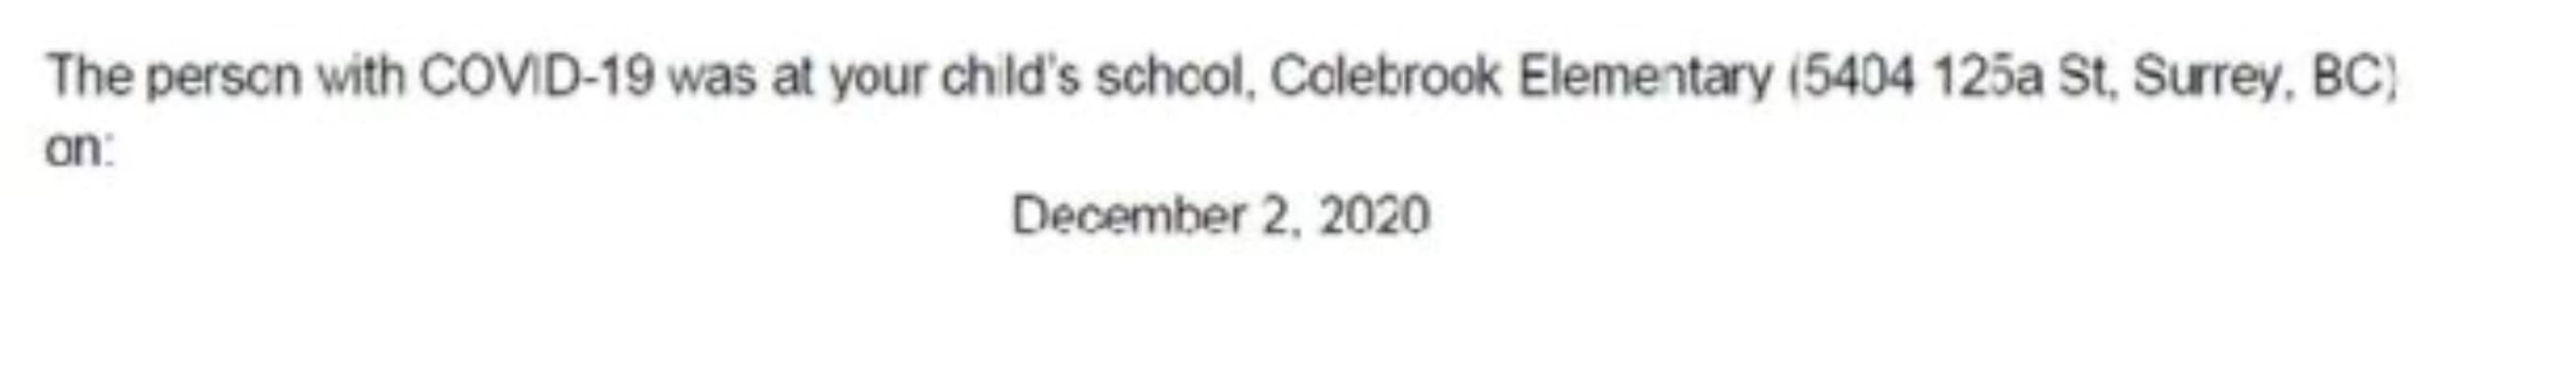 The person with COVID-19 was at your child's school, Colebrook Elementary (5404 125a St, Surrey, BC)
on:
December 2, 2020